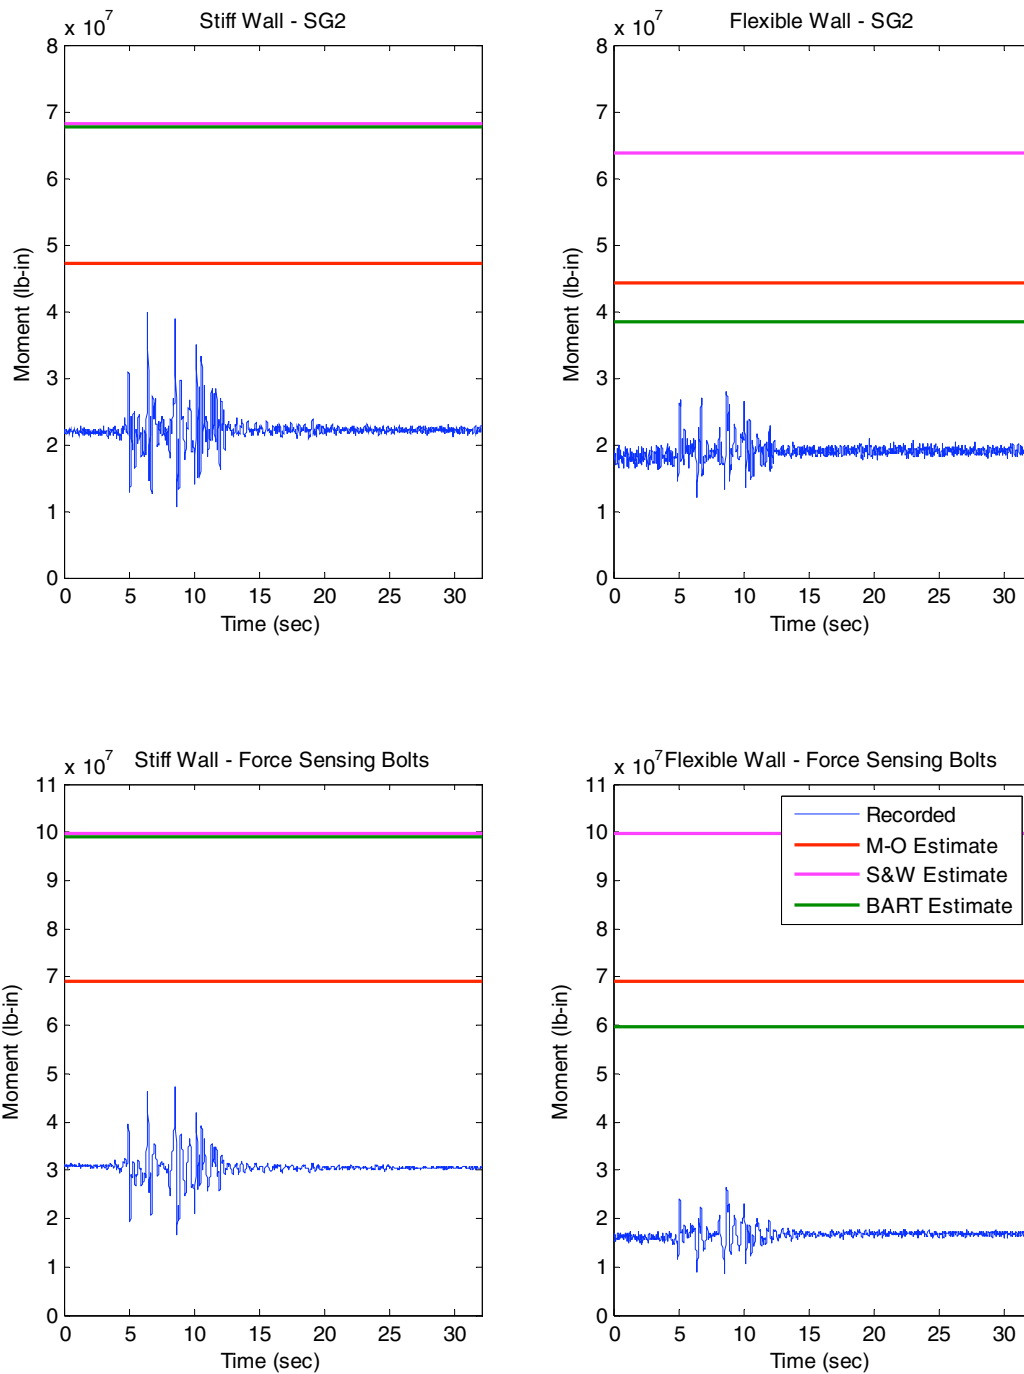 Stiff Wall - SG2
x 10^7
8
7
6
5
4
3
2
1
0
Moment (lb-in)
0 5 10 15 20 25 30
Time (sec)
Flexible Wall - SG2
x 10^7
8
7
6
5
4
3
2
1
0
Moment (lb-in)
0 5 10 15 20 25 30
Time (sec)
Stiff Wall - Force Sensing Bolts
x 10^7
11
10
9
8
7
6
5
4
3
2
1
0
Moment (lb-in)
0 5 10 15 20 25 30
Time (sec)
Flexible Wall - Force Sensing Bolts
x 10^7
11
10
9
8
7
6
5
4
3
2
1
0
Moment (lb-in)
0 5 10 15 20 25 30
Time (sec)
Recorded
M-O Estimate
S&W Estimate
BART Estimate